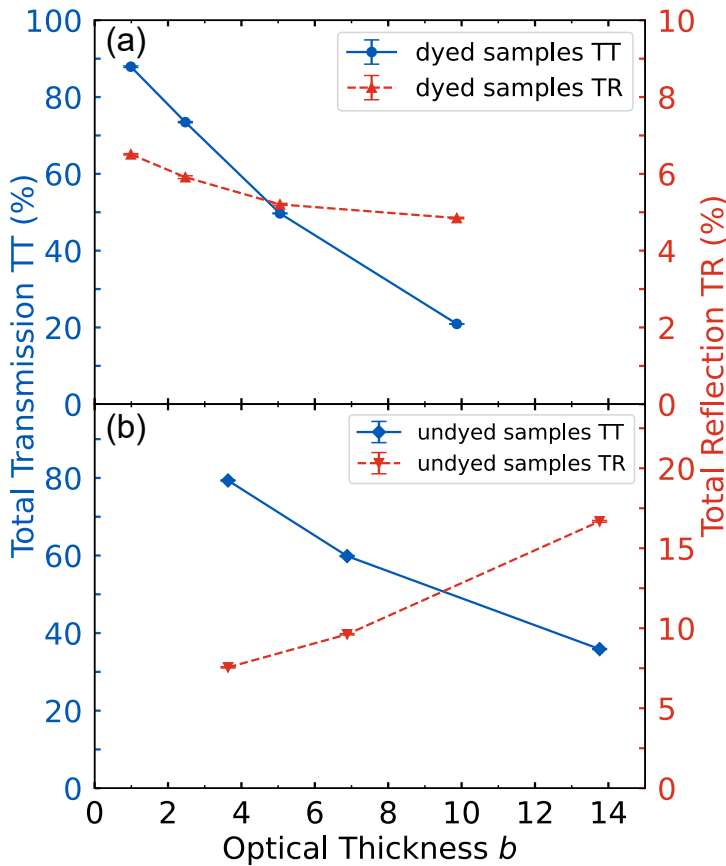 (a)
dyed samples TT
dyed samples TR
100
80
60
40
20
0
10
8
6
4
2
0
Total Transmission TT (%)
Total Reflection TR (%)
(b)
undyed samples TT
undyed samples TR
80
60
40
20
0
20
15
10
5
0
0 2 4 6 8 10 12 14
Optical Thickness b